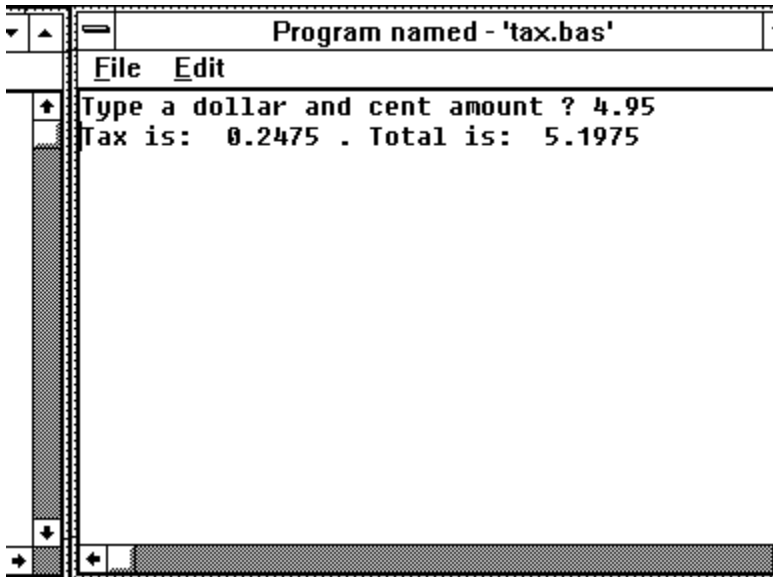 Program named - 'tax.bas'
File Edit
Type a dollar and cent amount ? 4.95
Tax is:  0.2475 . Total is:  5.1975